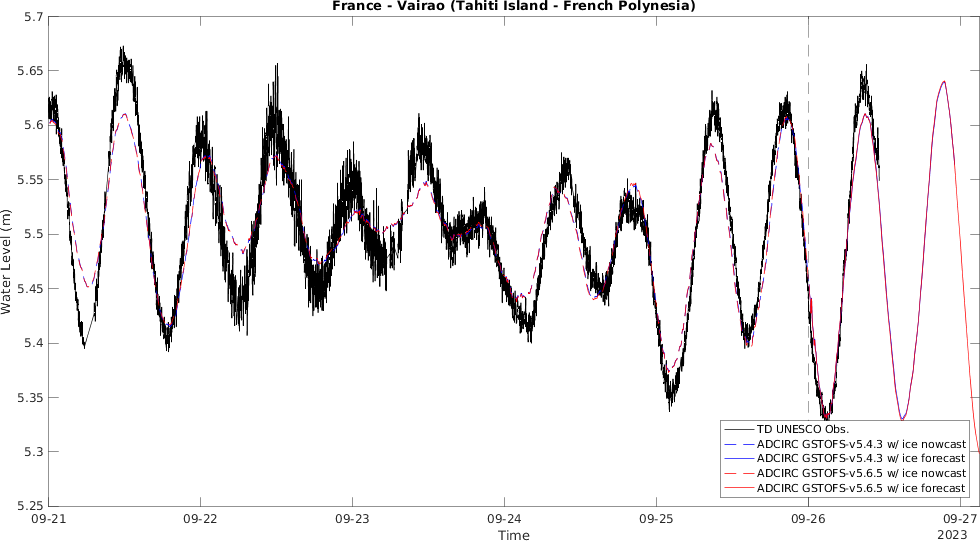 France - Vairao (Tahiti Island - French Polynesia)
Water Level (m)
5.7
5.65
5.6
5.55
5.5
5.45
5.4
5.35
5.3
5.25
TD UNESCO Obs.
ADCIRC GSTOFS-v5.4.3 w/ ice nowcast
ADCIRC GSTOFS-v5.4.3 w/ ice forecast
ADCIRC GSTOFS-v5.6.5 w/ ice nowcast
ADCIRC GSTOFS-v5.6.5 w/ ice forecast
09-21 09-22 09-23 09-24 09-25 09-26 09-27
2023
Time